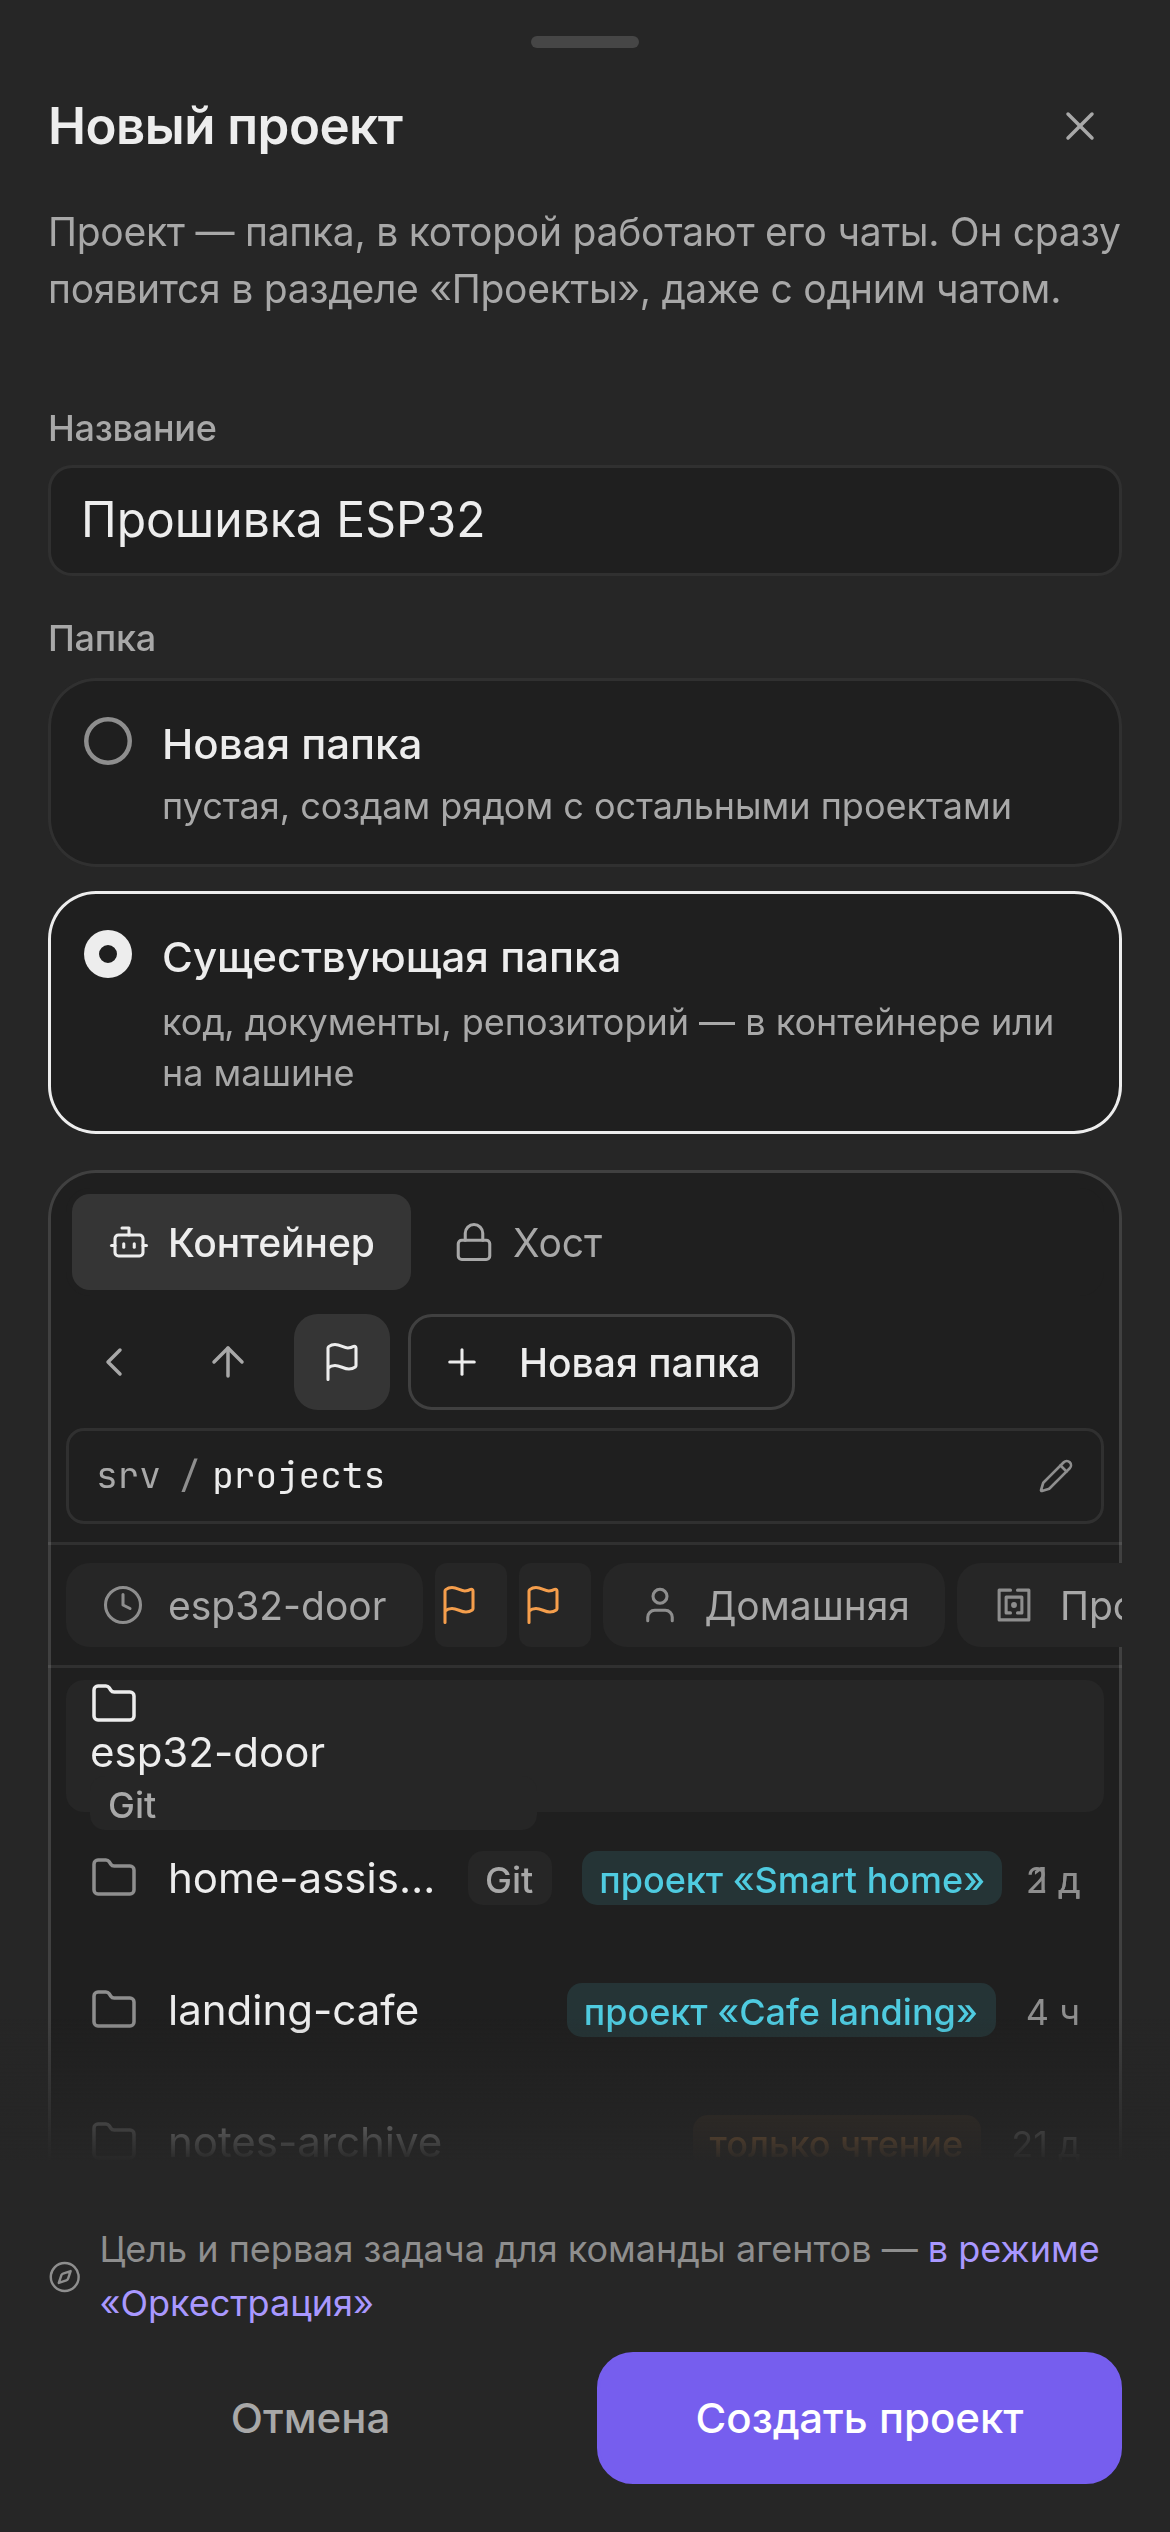 Новый проект
Проект — папка, в которой работают его чаты. Он сразу
появится в разделе «Проекты», даже с одним чатом.
Название
Прошивка ESP32
Папка
Новая папка
пустая, создам рядом с остальными проектами
Существующая папка
код, документы, репозиторий — в контейнере или
на машине
Контейнер Хост
Новая папка
srv / projects
esp32-door Домашняя
esp32-door
Git
home-assis... Git проект «Smart home» д
landing-cafe проект «Cafe landing» 4 ч
notes-archive только чтение 21 д
Цель и первая задача для команды агентов — в режиме
«Оркестрация»
Отмена Создать проект